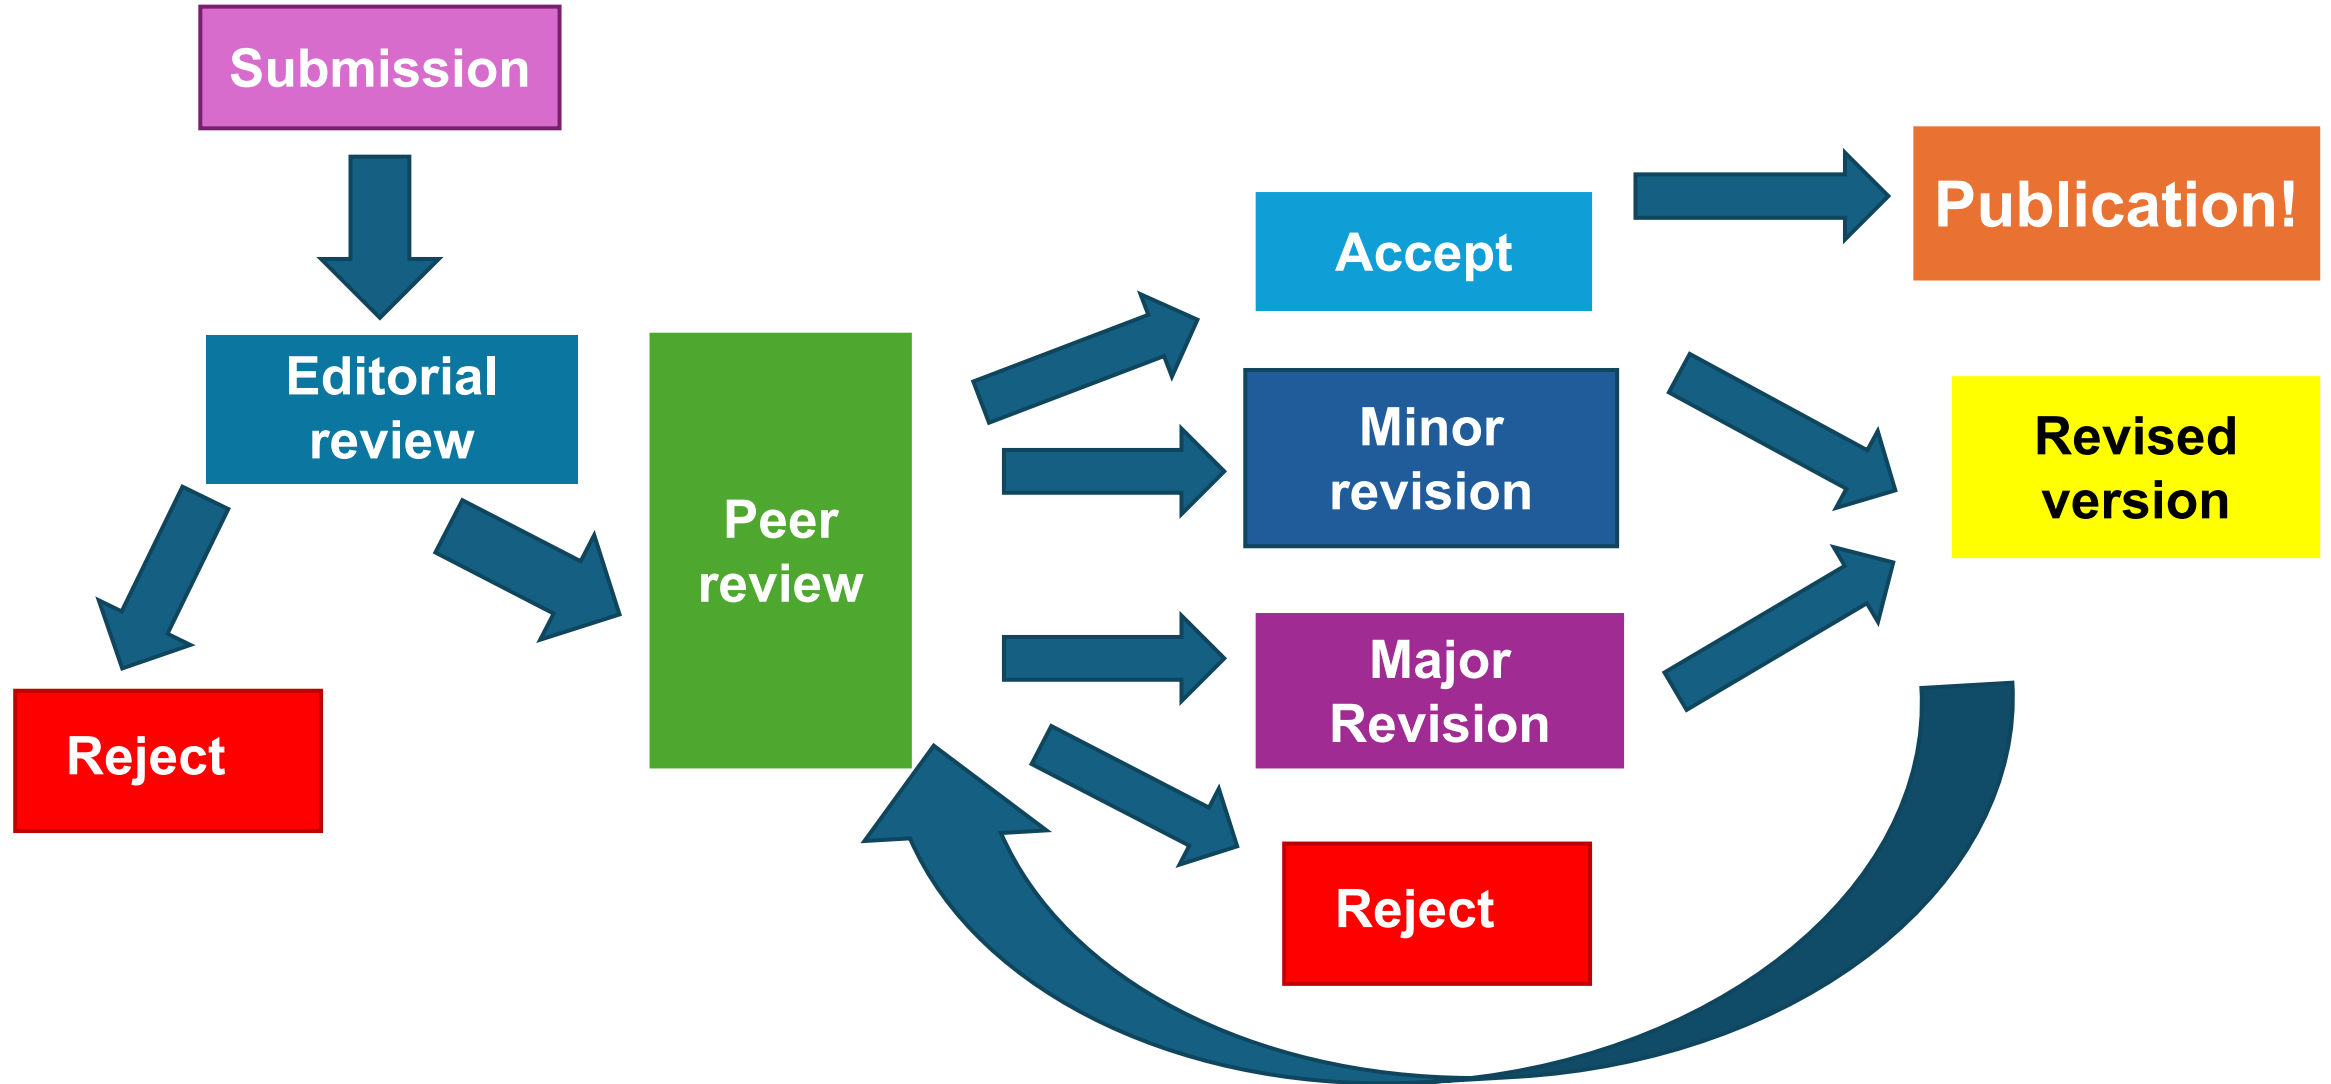 Submission
Editorial
review
Reject
Peer
review
Accept
Minor
revision
Major
Revision
Reject
Publication!
Revised
version